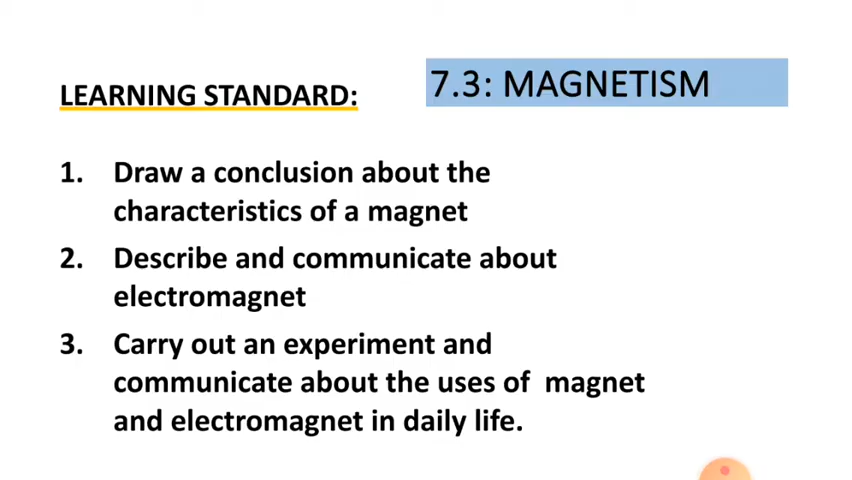 LEARNING STANDARD:
7.3: MAGNETISM
1. Draw a conclusion about the
characteristics of a magnet
2. Describe and communicate about
electromagnet
3. Carry out an experiment and
communicate about the uses of magnet
and electromagnet in daily life.